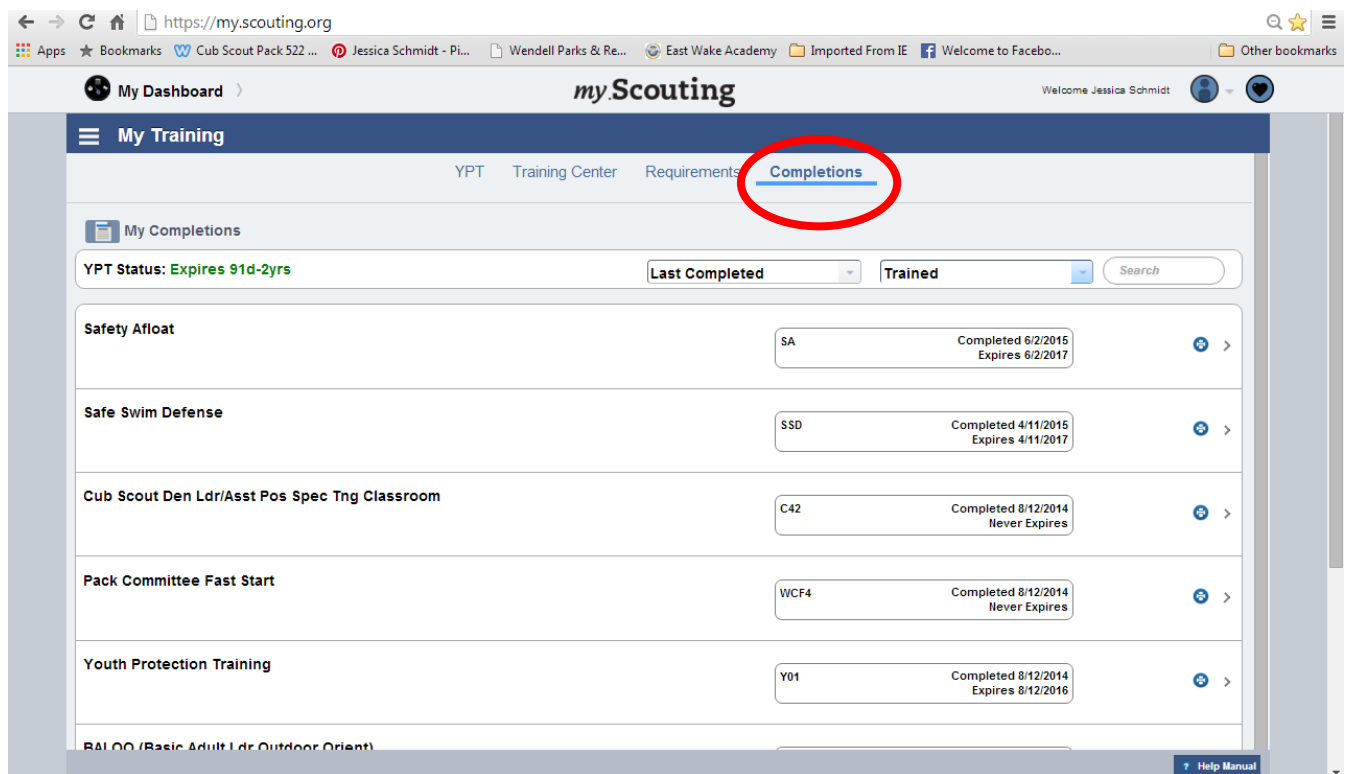 https://my.scouting.org
Apps Bookmarks Cub Scout Pack 522 ... Jessica Schmidt - Pi... Wendell Parks & Re... East Wake Academy Imported From IE Welcome to Facebo... Other bookmarks
My Dashboard my.Scouting Welcome Jessica Schmidt
My Training
YPT Training Center Requirements Completions
My Completions
YPT Status: Expires 91d-2yrs Last Completed Trained Search
Safety Afloat
SA Completed 6/2/2015
Expires 6/2/2017
Safe Swim Defense
SSD Completed 4/11/2015
Expires 4/11/2017
Cub Scout Den Ldr/Asst Pos Spec Tng Classroom
C42 Completed 8/12/2014
Never Expires
Pack Committee Fast Start
WCF4 Completed 8/12/2014
Never Expires
Youth Protection Training
Y01 Completed 8/12/2014
Expires 8/12/2016
BALOO (Basic Adult Ldr Outdoor Orient)
? Help Manual